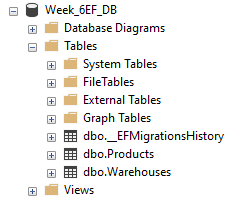 Week_6EF_DB
Database Diagrams
Tables
System Tables
FileTables
External Tables
Graph Tables
dbo.__EFMigrationsHistory
dbo.Products
dbo.Warehouses
Views